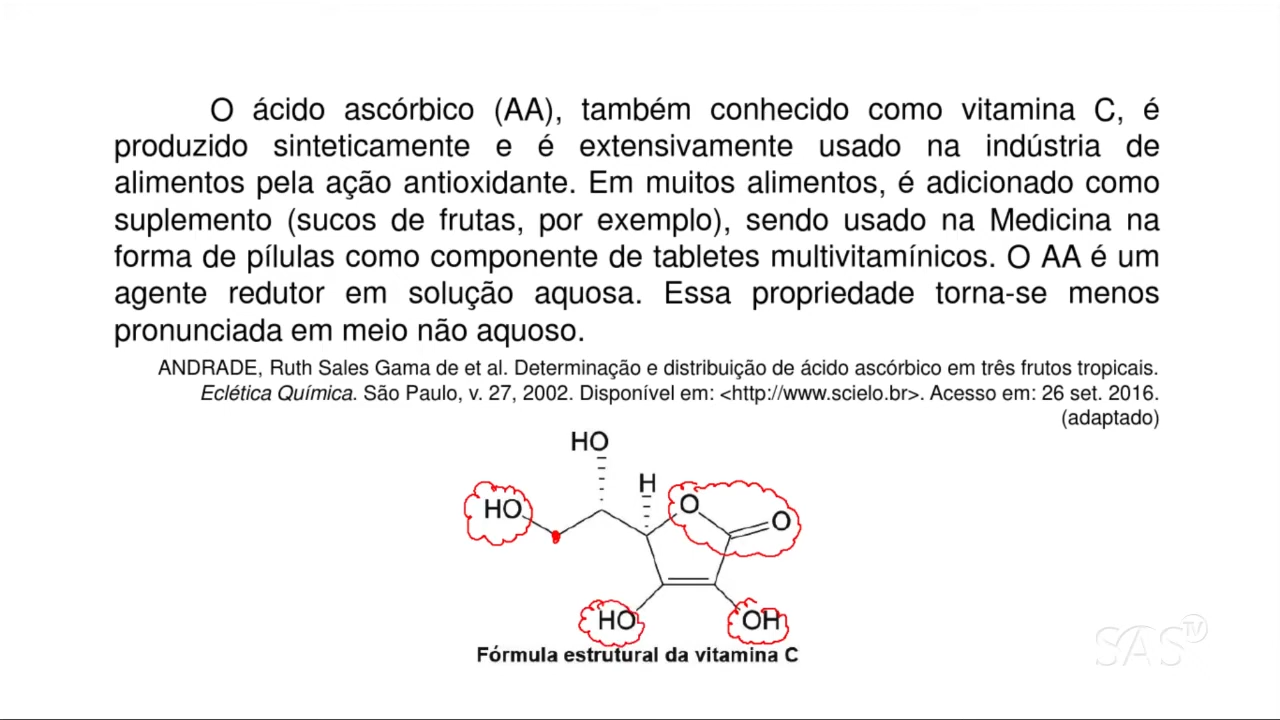 O ácido ascórbico (AA), também conhecido como vitamina C, é
produzido sinteticamente e é extensivamente usado na indústria de
alimentos pela ação antioxidante. Em muitos alimentos, é adicionado como
suplemento (sucos de frutas, por exemplo), sendo usado na Medicina na
forma de pílulas como componente de tabletes multivitamínicos. O AA é um
agente redutor em solução aquosa. Essa propriedade torna-se menos
pronunciada em meio não aquoso.
ANDRADE, Ruth Sales Gama de et al. Determinação e distribuição de ácido ascórbico em três frutos tropicais.
Eclética Química. São Paulo, v. 27, 2002. Disponível em: <http://www.scielo.br>. Acesso em: 26 set. 2016.
(adaptado)
HO
H
HO
O
O
HO
OH
Fórmula estrutural da vitamina C
SAS TV